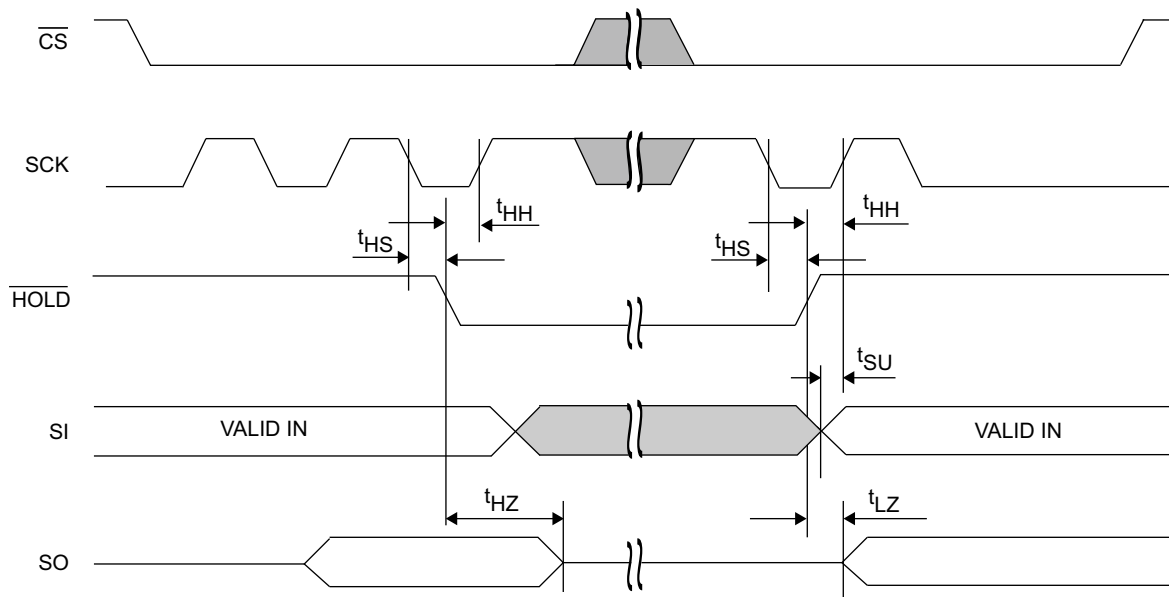 CS
SCK
tHH
tHH
tHS
tHS
HOLD
tSU
SI
VALID IN
VALID IN
tHZ
tLZ
SO